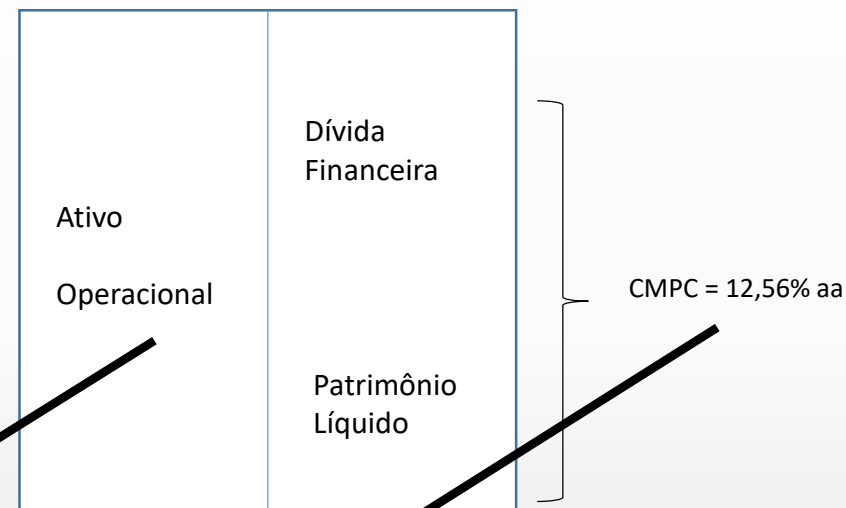 Ativo
Operacional
Dívida
Financeira
Patrimônio
Líquido
CMPC = 12,56% aa